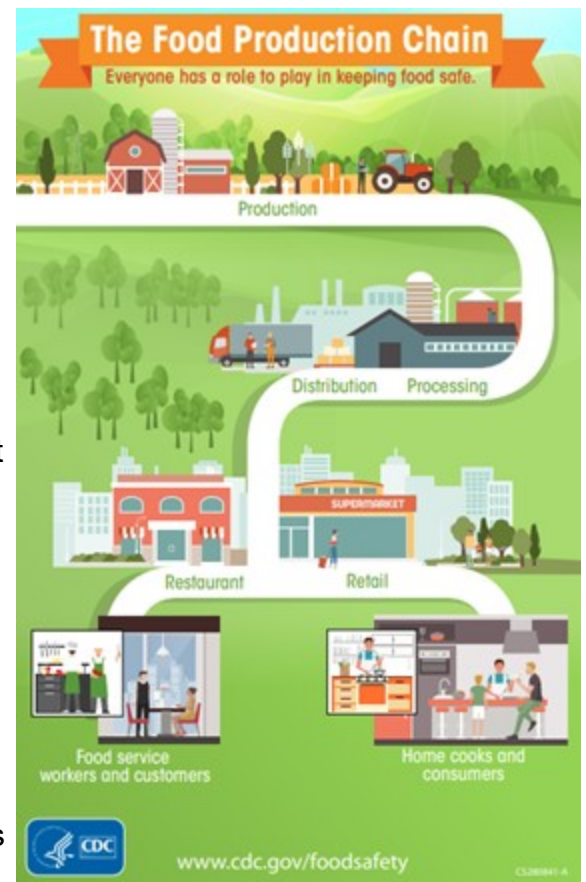 The Food Production Chain
Everyone has a role to play in keeping food safe.
Production
Distribution Processing
SUPERMARKET
Restaurant Retail
Food service
workers and customers
Home cooks and
consumers
CDC
www.cdc.gov/foodsafety
CS280841-A
t
s